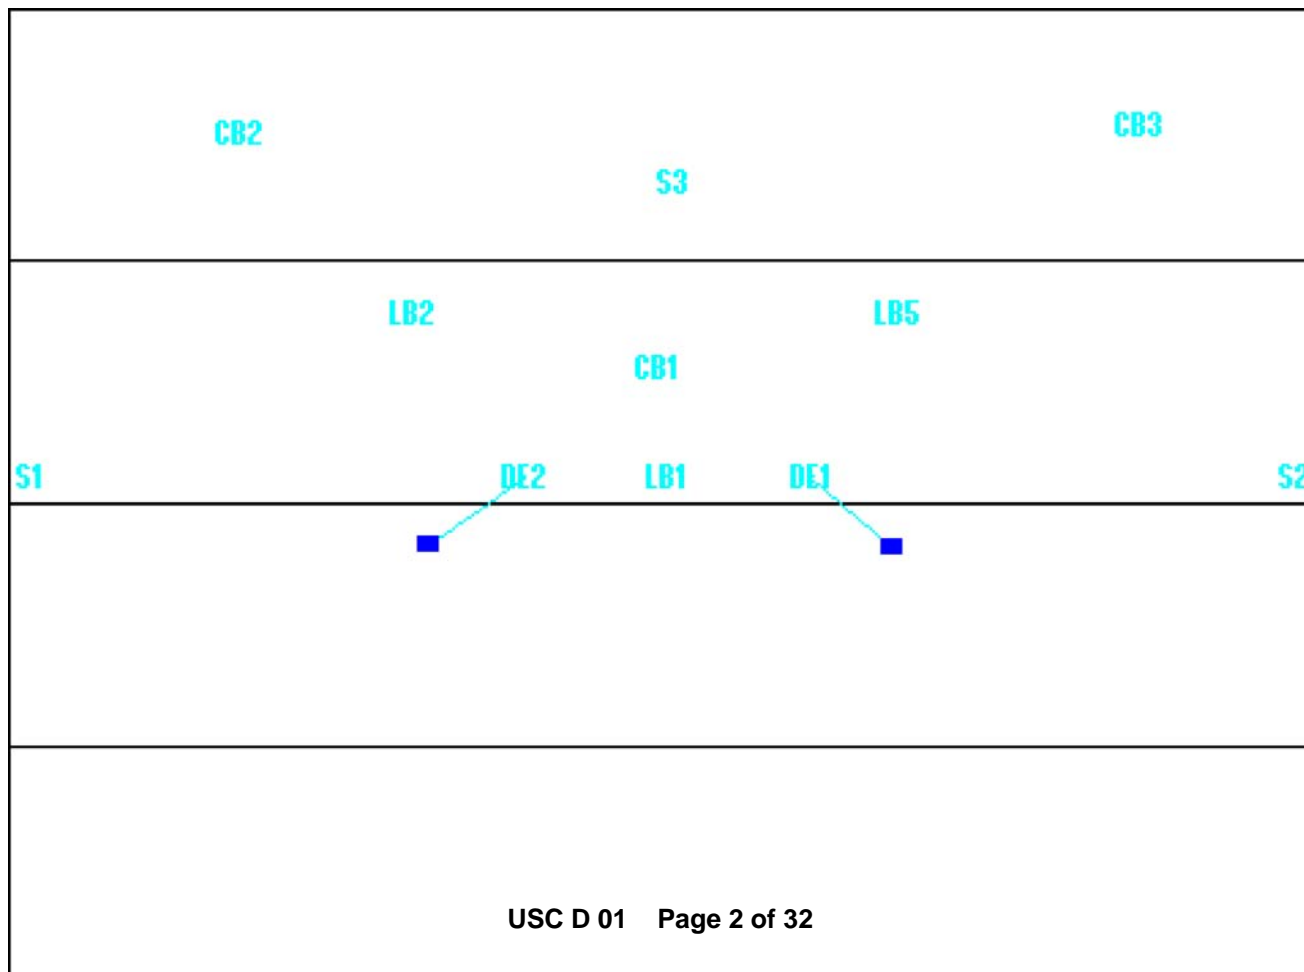 CB2 CB3
S3
LB2 LB5
CB1
S1 DE2 LB1 DE1 S2
USC D 01 Page 2 of 32